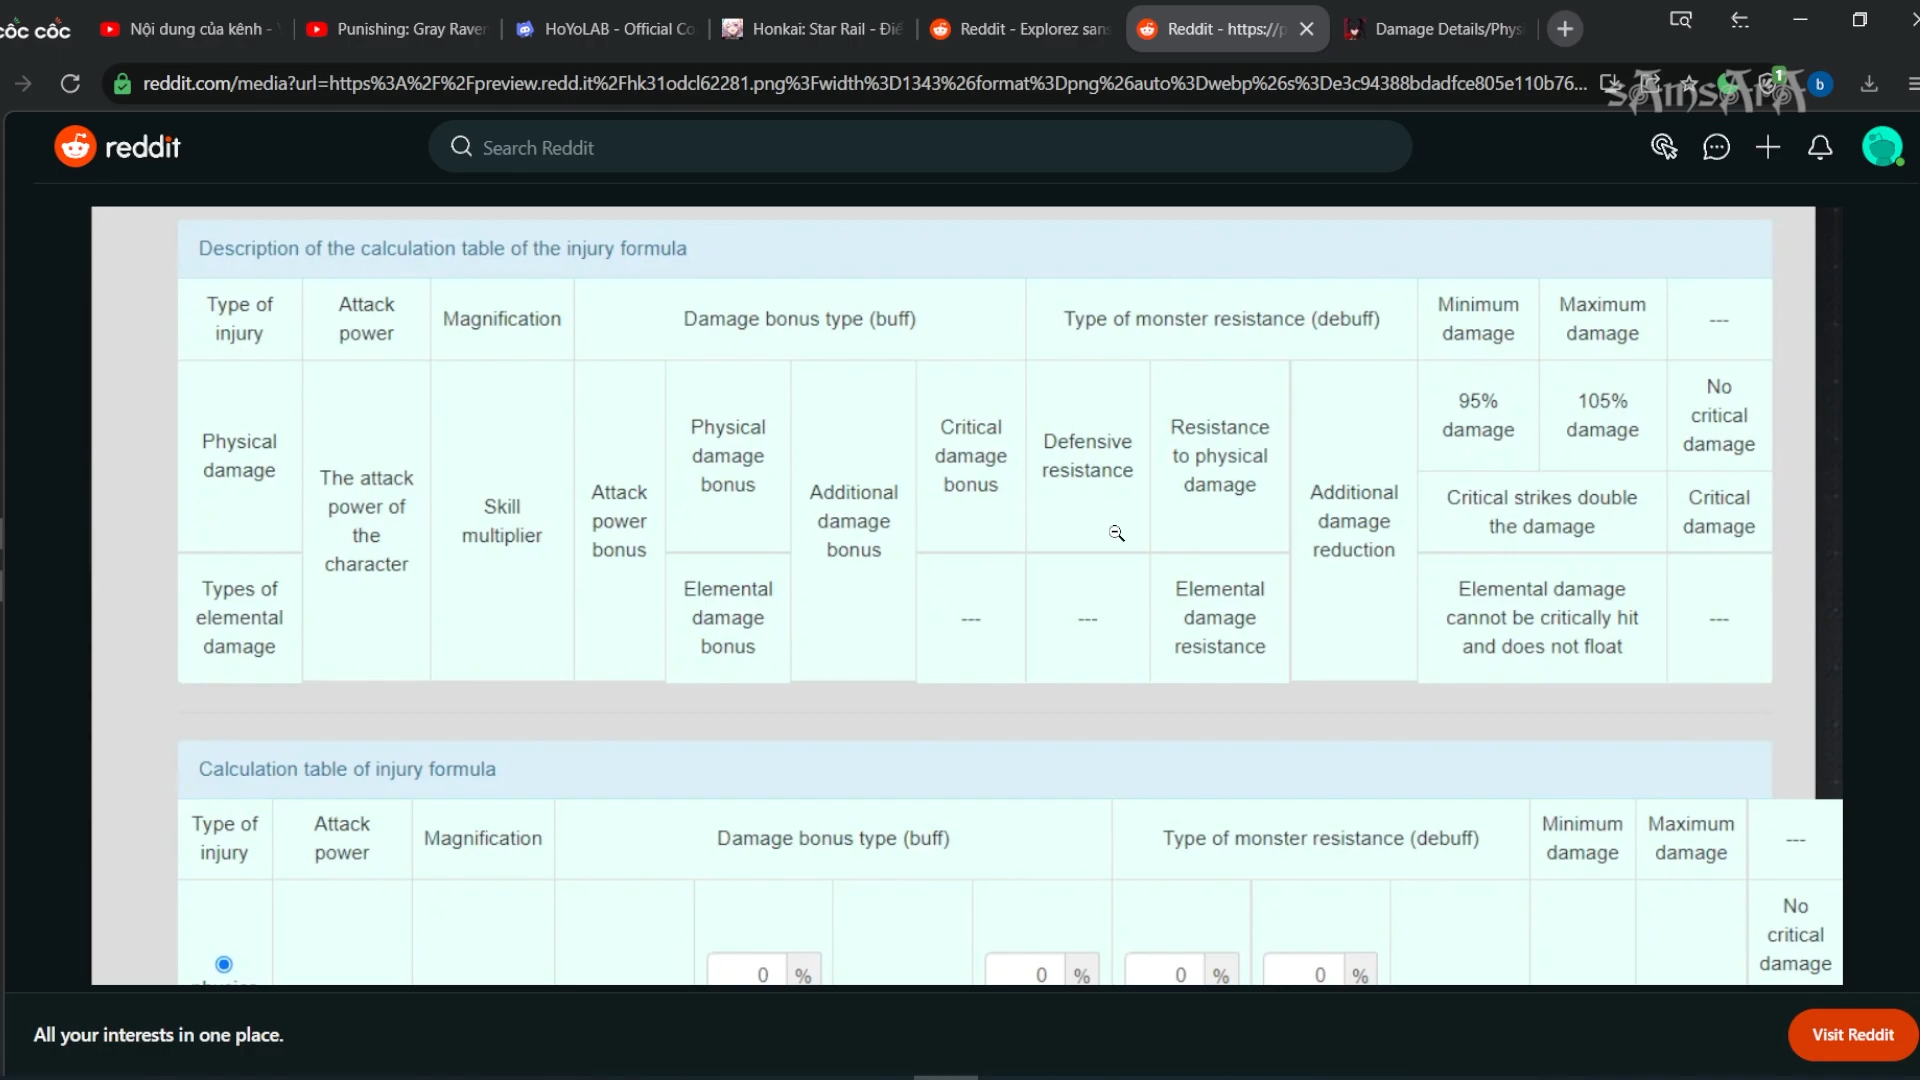 cốc cốc
Nội dung của kênh -
Punishing: Gray Raver
HoYoLAB - Official Co
Honkai: Star Rail - Điể
Reddit - Explorez sans
Reddit - https://p
Damage Details/Phys
reddit.com/media?url=https%3A%2F%2Fpreview.redd.it%2Fhk31odcl62281.png%3Fwidth%3D1343%26format%3Dpng%26auto%3Dwebp%26s%3De3c94388bdadfce805e110b76...
1
b
sAmsArA
reddit
Search Reddit
Description of the calculation table of the injury formula
Type of
injury
Attack
power
Magnification
Damage bonus type (buff)
Type of monster resistance (debuff)
Minimum
damage
Maximum
damage
---
Physical
damage
The attack
power of
the
character
Skill
multiplier
Attack
power
bonus
Physical
damage
bonus
Additional
damage
bonus
Critical
damage
bonus
Defensive
resistance
Resistance
to physical
damage
Additional
damage
reduction
95%
damage
105%
damage
No
critical
damage
Critical strikes double
the damage
Critical
damage
Types of
elemental
damage
Elemental
damage
bonus
---
---
Elemental
damage
resistance
Elemental damage
cannot be critically hit
and does not float
---
Calculation table of injury formula
Type of
injury
Attack
power
Magnification
Damage bonus type (buff)
Type of monster resistance (debuff)
Minimum
damage
Maximum
damage
---
0 %
0 %
0 %
0 %
No
critical
damage
All your interests in one place.
Visit Reddit